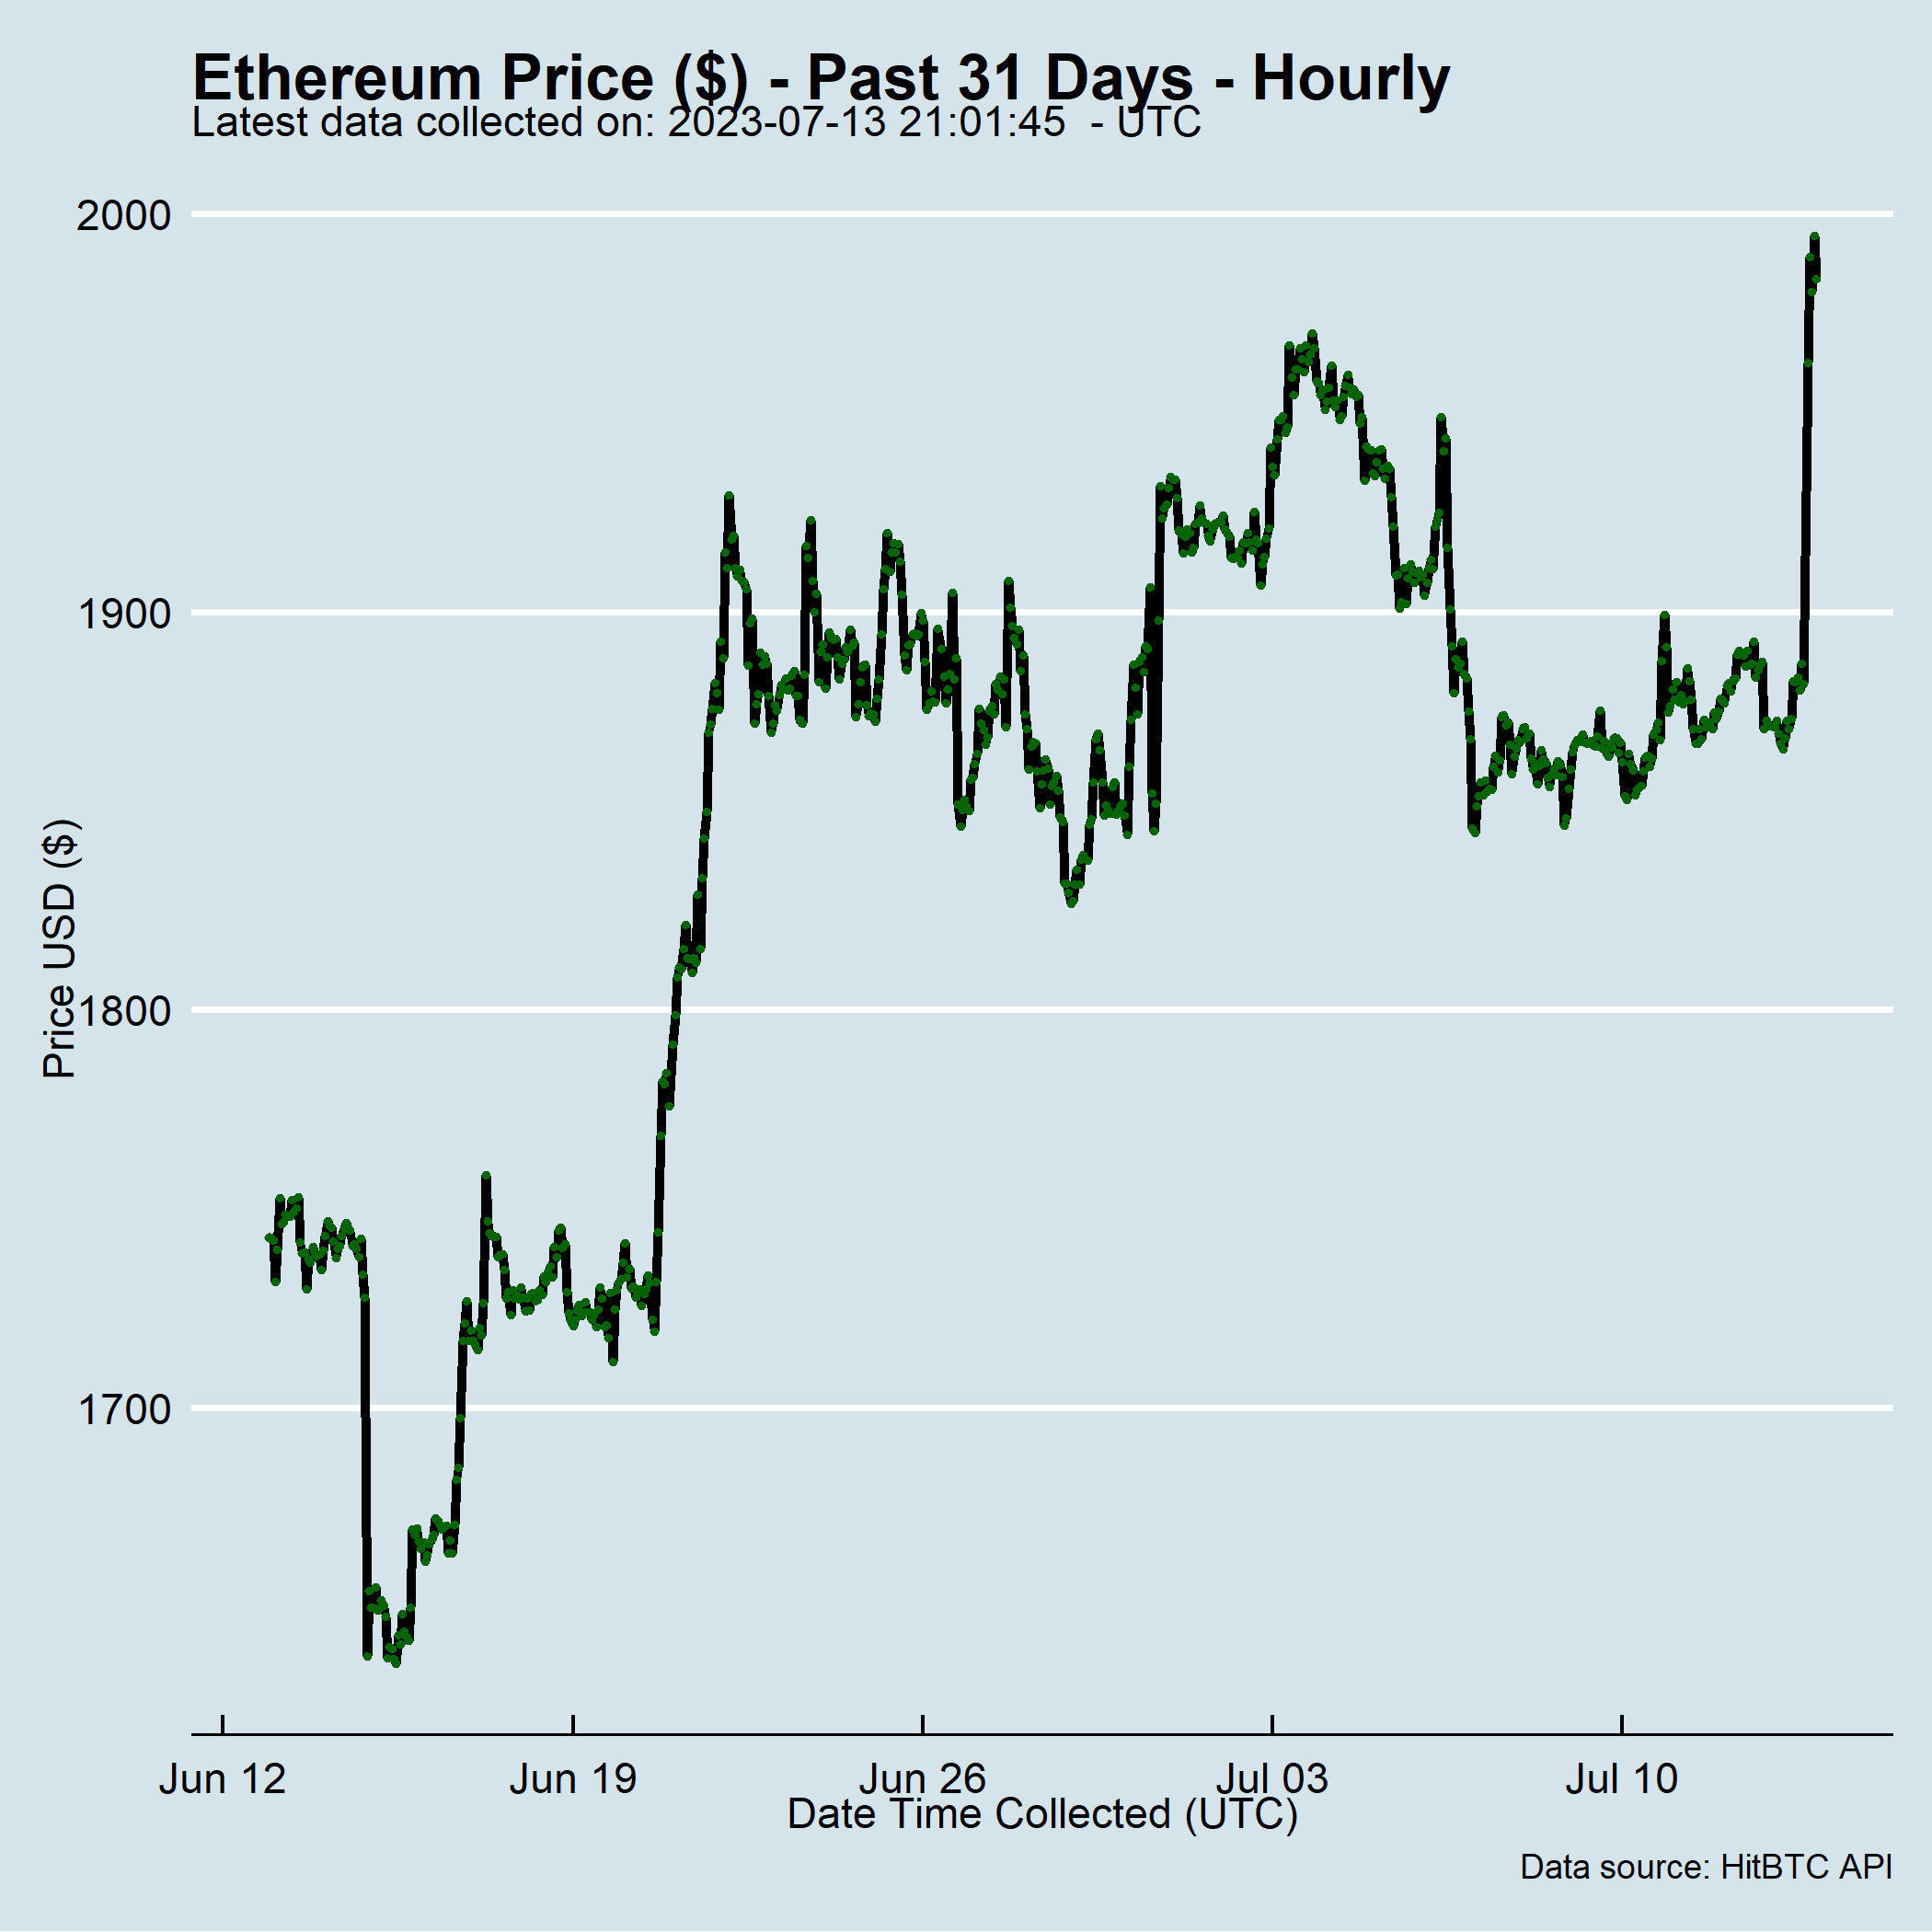 Ethereum Price ($) - Past 31 Days - Hourly
Latest data collected on: 2023-07-13 21:01:45  - UTC
2000
1900
1800
1700
Price USD ($)
Jun 12
Jun 19
Jun 26
Jul 03
Jul 10
Date Time Collected (UTC)
Data source: HitBTC API